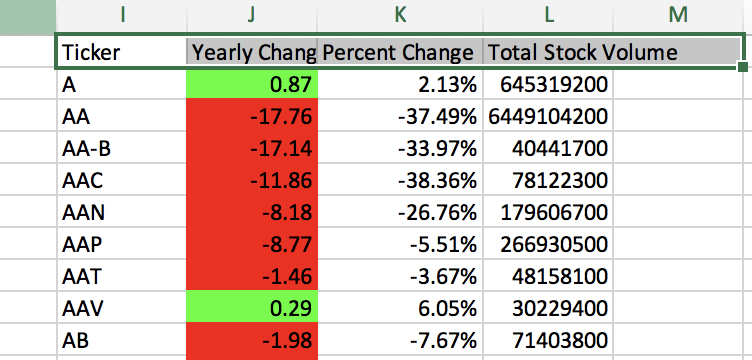 I J K L M
Ticker Yearly Chang Percent Change Total Stock Volume
A 0.87 2.13% 645319200
AA -17.76 -37.49% 6449104200
AA-B -17.14 -33.97% 40441700
AAC -11.86 -38.36% 78122300
AAN -8.18 -26.76% 179606700
AAP -8.77 -5.51% 266930500
AAT -1.46 -3.67% 48158100
AAV 0.29 6.05% 30229400
AB -1.98 -7.67% 71403800